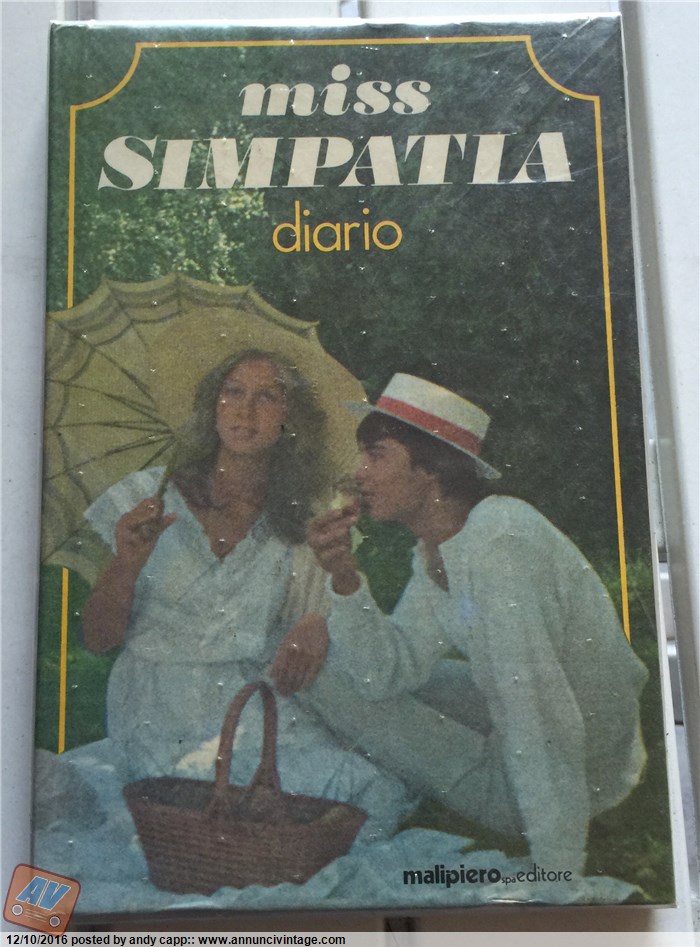 miss
SIMPATIA
diario
malipiero spa editore
AV
12/10/2016 posted by andy capp:: www.annuncivintage.com